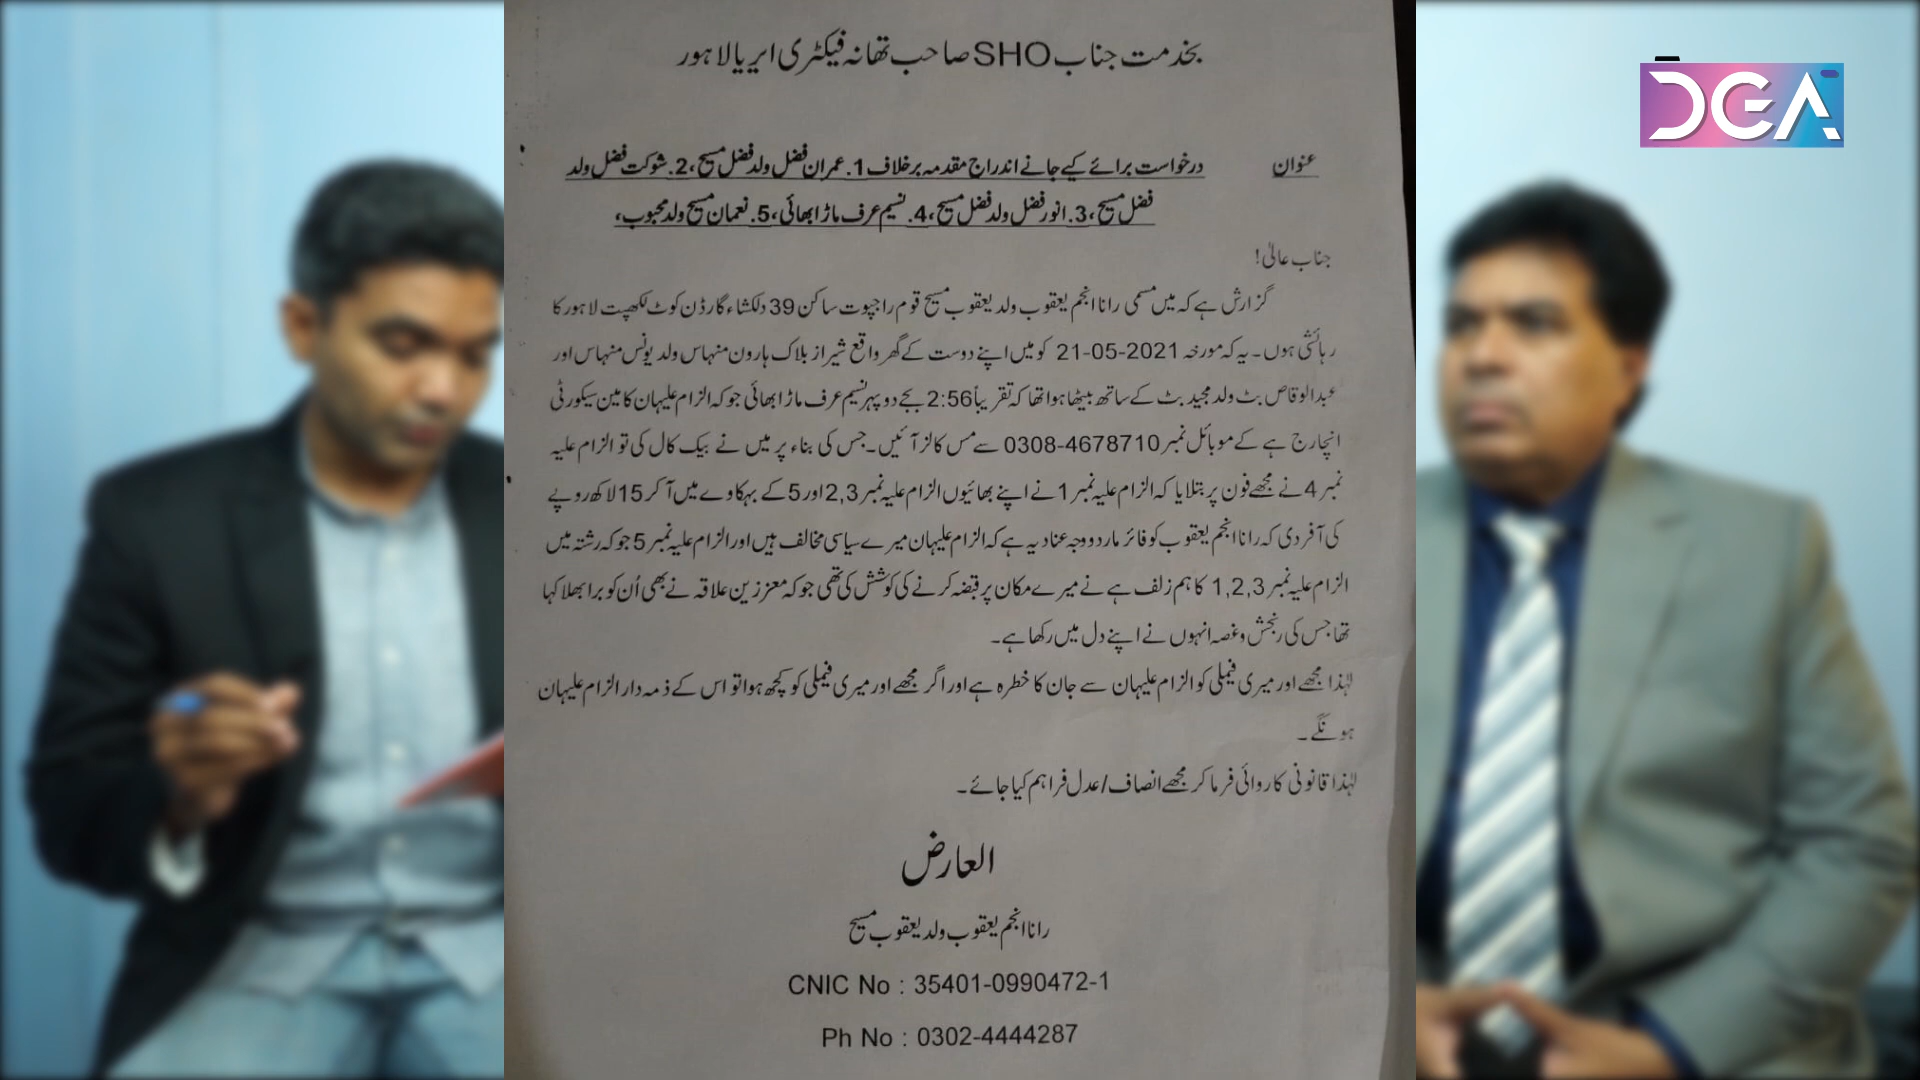 DGA
بخدمت جناب SHO صاحب تھانہ فیکٹری ایریا لاہور
عنوان درخواست برائے کیے جانے اندراج مقدمہ برخلاف 1. عمران فضل ولد فضل مسیح ،2. شوکت فضل ولد
فضل مسیح ،3. انور فضل ولد فضل مسیح ،4. نسیم عرف ماڑا بھائی ،5. نعمان مسیح ولد محبوب،
جناب عالیٰ!
گزارش ہے کہ میں مسمی رانا انجم یعقوب ولد یعقوب مسیح قوم راجپوت ساکن 39 دلکشاء گارڈن کوٹ لکھپت لاہور کا
رہائشی ہوں۔ یہ کہ مورخہ 21-05-2021 کو میں اپنے دوست کے گھر واقع شیراز بلاک ہارون منہاس ولد یونس منہاس اور
عبدالوقاص بٹ ولد مجید بٹ کے ساتھ بیٹھا ہوا تھا کہ تقریباً 2:56 بجے دوپہر نسیم عرف ماڑا بھائی جو کہ الزام علیہان کا مین سیکورٹی
انچارج ہے کے موبائل نمبر 0308-4678710 سے مس کالز آئیں۔ جس کی بناء پر میں نے بیک کال کی تو الزام علیہ
نمبر 4 نے مجھے فون پر بتلایا کہ الزام علیہ نمبر 1 نے اپنے بھائیوں الزام علیہ نمبر 2,3 اور 5 کے بہکاوے میں آ کر 15 لاکھ روپے
کی آفر دی کہ رانا انجم یعقوب کو فائر مار دو وجہ عناد یہ ہے کہ الزام علیہان میرے سیاسی مخالف ہیں اور الزام علیہ نمبر 5 جو کہ رشتہ میں
الزام علیہ نمبر 1,2,3 کا ہم زلف ہے نے میرے مکان پر قبضہ کرنے کی کوشش کی تھی جو کہ معززین علاقہ نے بھی اُن کو برا بھلا کہا
تھا جس کی رنجش و غصہ انہوں نے اپنے دل میں رکھا ہے۔
لہٰذا مجھے اور میری فیملی کو الزام علیہان سے جان کا خطرہ ہے اور اگر مجھے اور میری فیملی کو کچھ ہوا تو اس کے ذمہ دار الزام علیہان
ہونگے۔
لہٰذا قانونی کاروائی فرما کر مجھے انصاف/عدل فراہم کیا جائے۔
العارض
رانا انجم یعقوب ولد یعقوب مسیح
CNIC No : 35401-0990472-1
Ph No : 0302-4444287